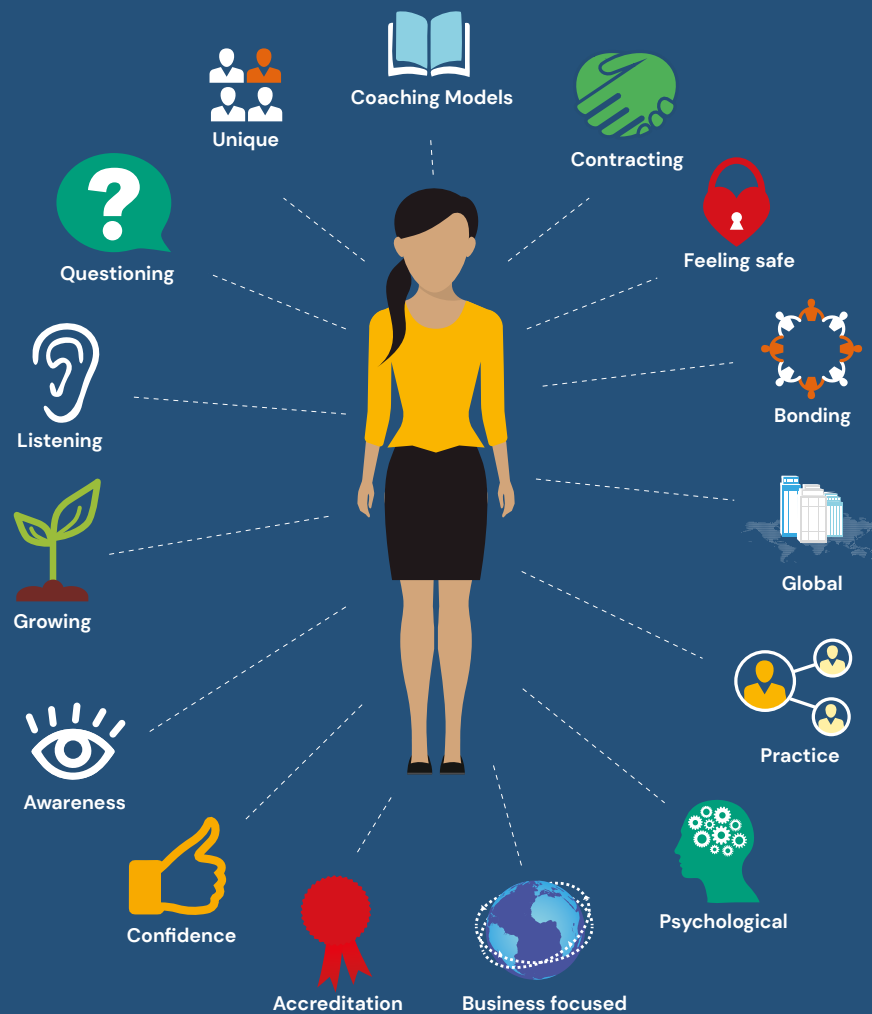 Coaching Models
Unique
Contracting
Feeling safe
Questioning
Bonding
Listening
Global
Growing
Practice
Awareness
Psychological
Confidence
Accreditation
Business focused